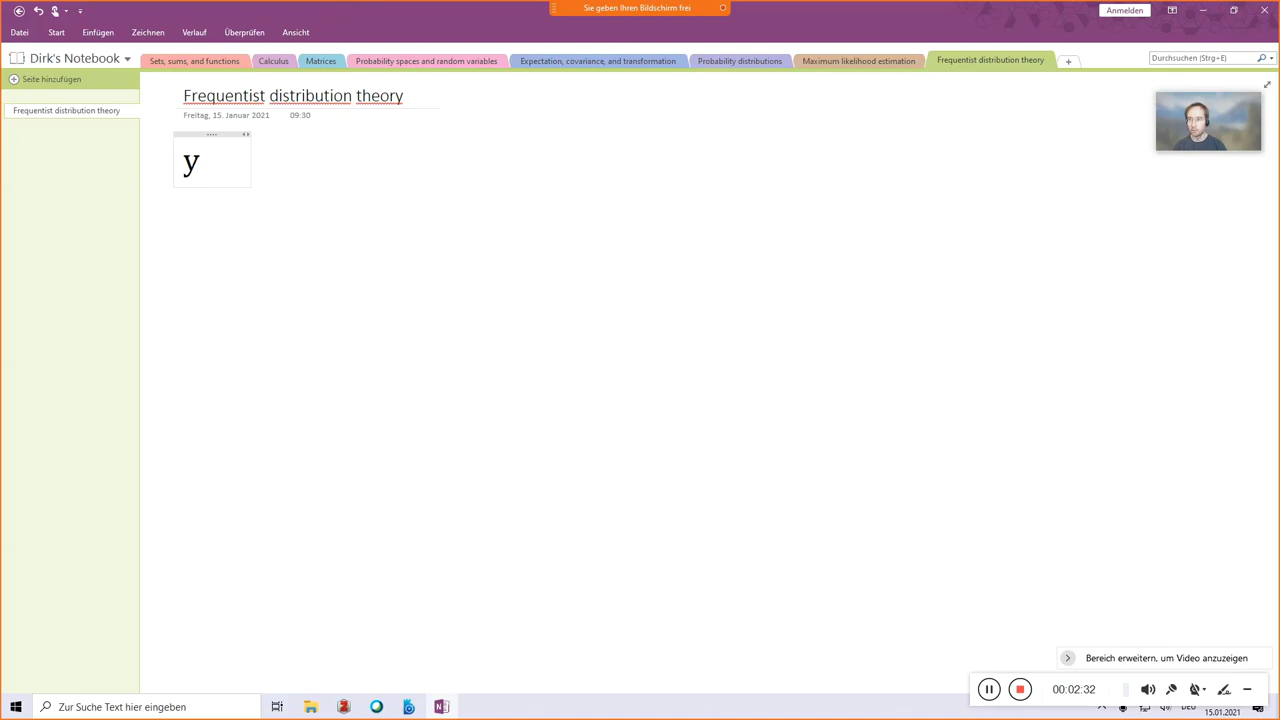 Sie geben Ihren Bildschirm frei
Anmelden
Datei Start Einfügen Zeichnen Verlauf Überprüfen Ansicht
Dirk's Notebook
Sets, sums, and functions Calculus Matrices Probability spaces and random variables Expectation, covariance, and transformation Probability distributions Maximum likelihood estimation Frequentist distribution theory
Durchsuchen (Strg+E)
Seite hinzufügen
Frequentist distribution theory
Frequentist distribution theory
Freitag, 15. Januar 2021 09:30
y
Bereich erweitern, um Video anzuzeigen
00:02:32
Zur Suche Text hier eingeben
DEU
15.01.2021